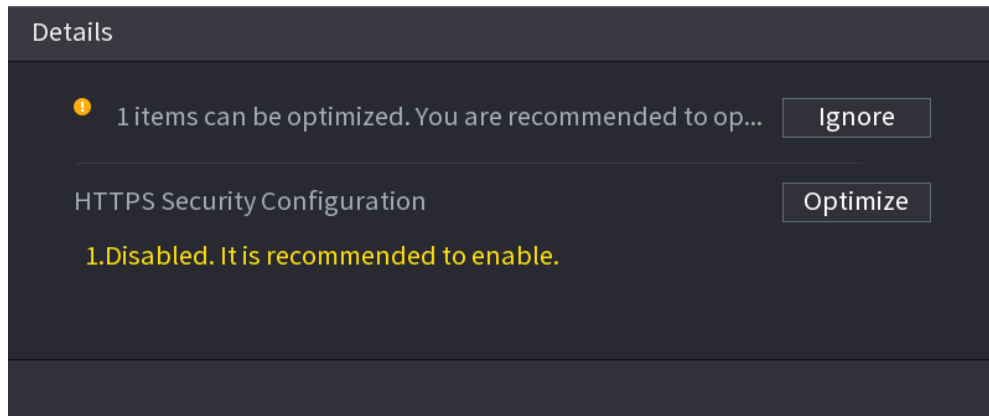 Details
1 items can be optimized. You are recommended to op...
Ignore
HTTPS Security Configuration
Optimize
1.Disabled. It is recommended to enable.